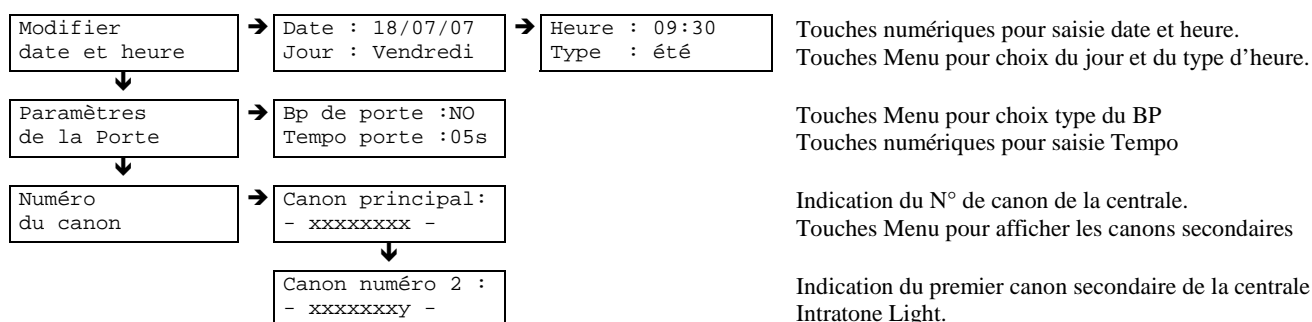 Modifier
date et heure
Date : 18/07/07
Jour : Vendredi
Heure : 09:30
Type : été
Touches numériques pour saisie date et heure.
Touches Menu pour choix du jour et du type d’heure.
Paramètres
de la Porte
Bp de porte :NO
Tempo porte :05s
Touches Menu pour choix type du BP
Touches numériques pour saisie Tempo
Numéro
du canon
Canon principal:
- xxxxxxxx -
Indication du N° de canon de la centrale.
Touches Menu pour afficher les canons secondaires
Canon numéro 2 :
- xxxxxxxy -
Indication du premier canon secondaire de la centrale
Intratone Light.